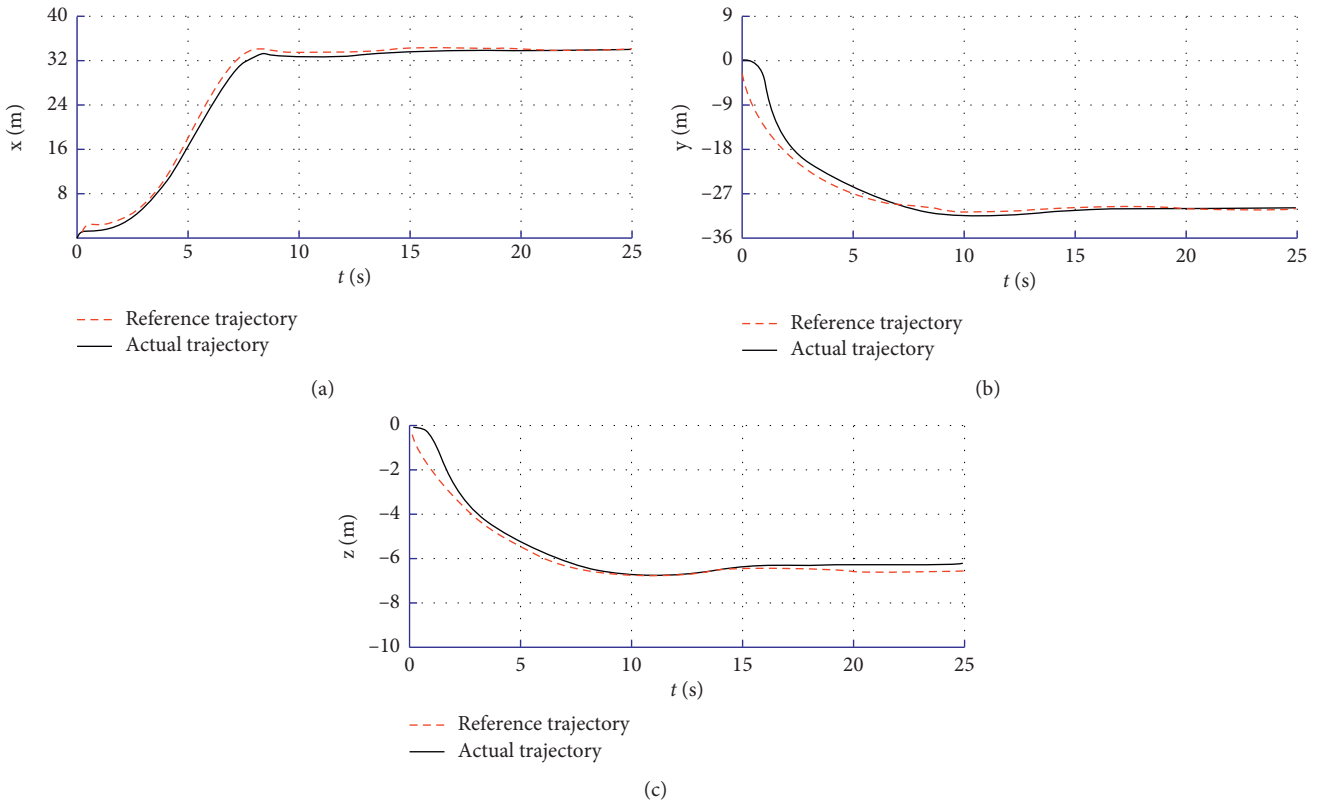 40
32
24
16
8
x (m)
0 5 10 15 20 25
t (s)
Reference trajectory
Actual trajectory
(a)
9
0
−9
−18
−27
−36
y (m)
0 5 10 15 20 25
t (s)
Reference trajectory
Actual trajectory
(b)
0
−2
−4
−6
−8
−10
z (m)
0 5 10 15 20 25
t (s)
Reference trajectory
Actual trajectory
(c)